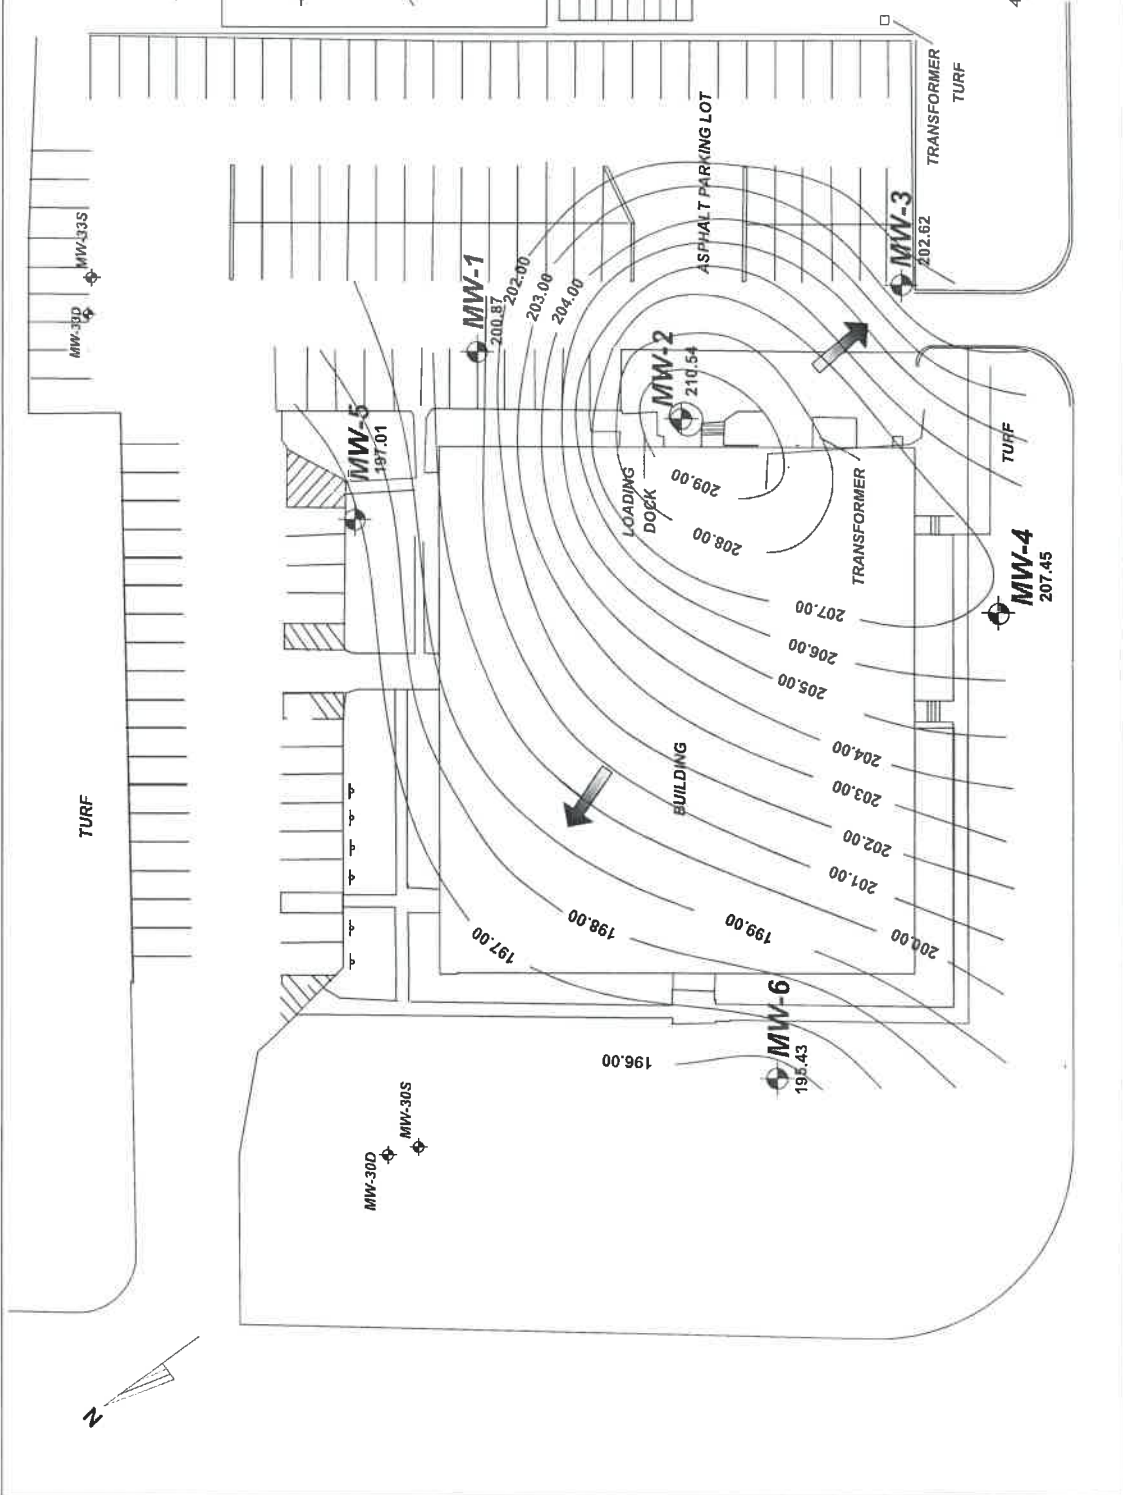 TRANSFORMER
TURF
ASPHALT PARKING LOT
MW-33S
MW-33D
MW-3
202.62
MW-1
200.87
202.00
203.00
204.00
MW-2
210.54
MW-5
197.01
TURF
LOADING
DOCK
209.00
208.00
TRANSFORMER
MW-4
207.45
207.00
206.00
205.00
204.00
203.00
202.00
201.00
200.00
199.00
198.00
197.00
196.00
BUILDING
TURF
MW-6
195.43
MW-30S
MW-30D
N